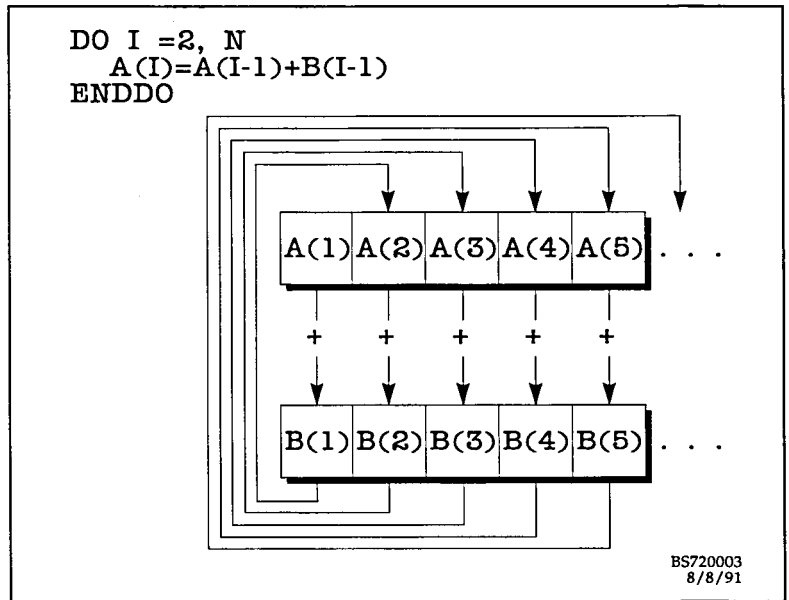 DO I =2, N
A(I)=A(I-1)+B(I-1)
ENDDO
A(1) A(2) A(3) A(4) A(5) . . .
+ + + + +
B(1) B(2) B(3) B(4) B(5) . . .
BS720003
8/8/91